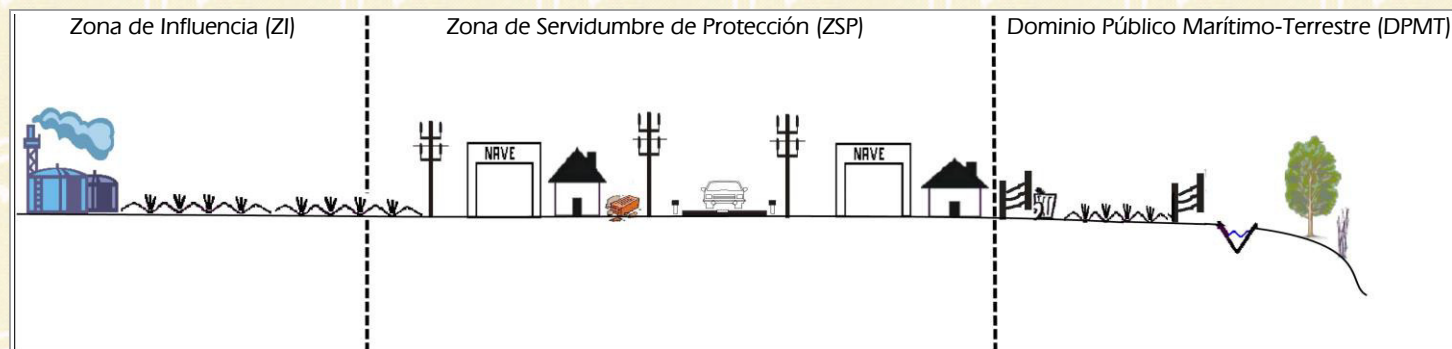 Zona de Influencia (ZI)
Zona de Servidumbre de Protección (ZSP)
Dominio Público Marítimo-Terrestre (DPMT)
NAVE
NAVE